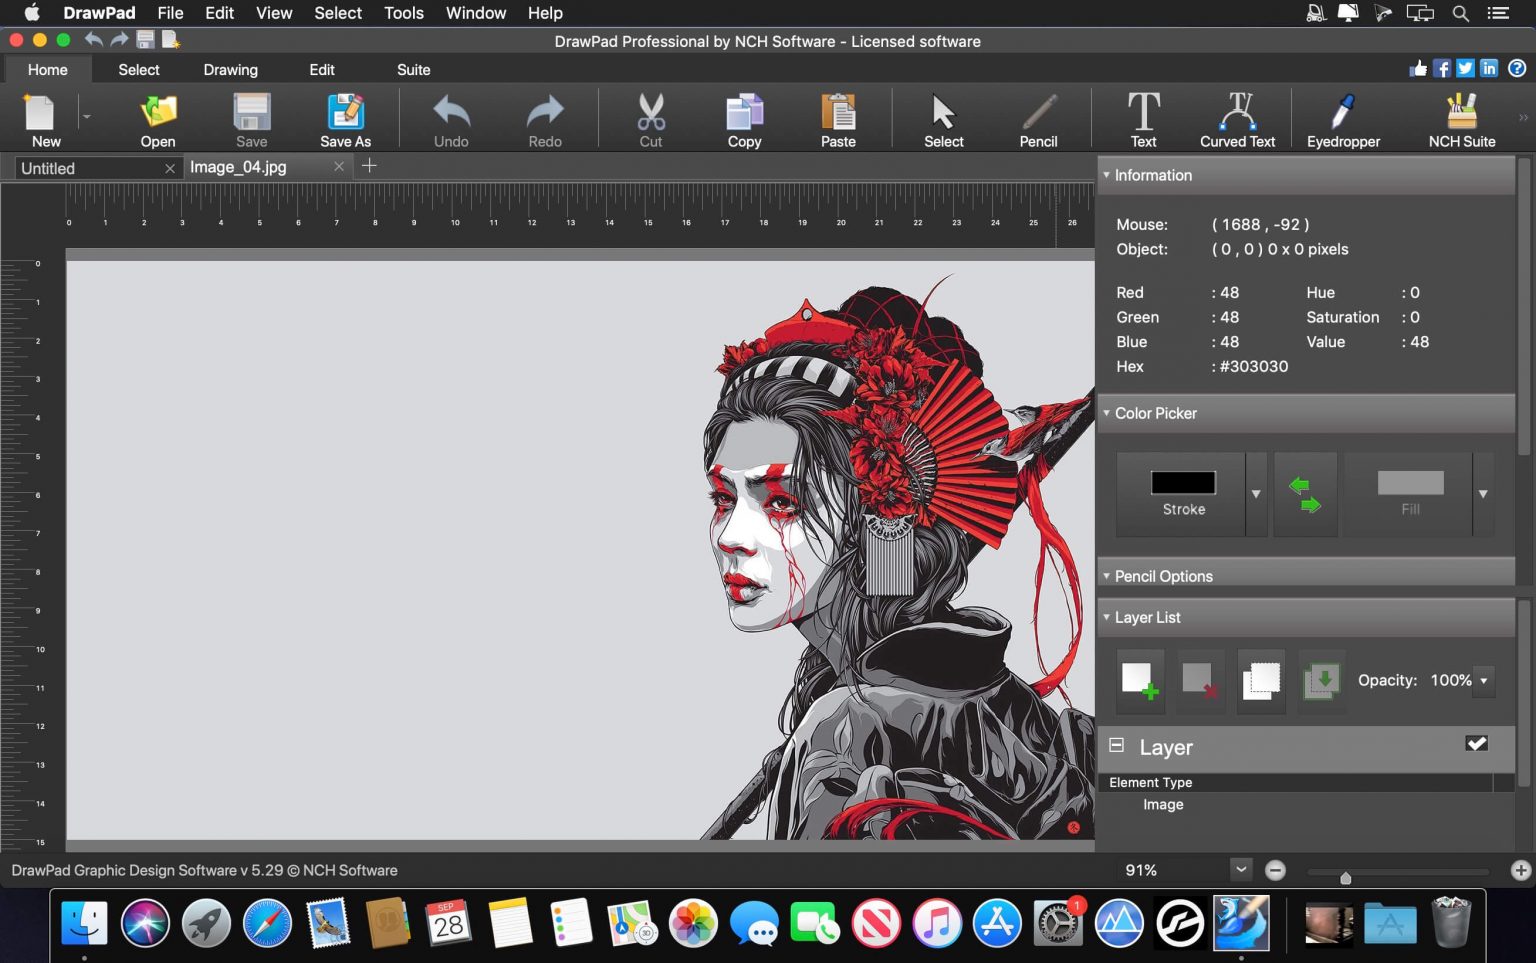 DrawPad File Edit View Select Tools Window Help
DrawPad Professional by NCH Software - Licensed software
Home Select Drawing Edit Suite
New Open Save Save As Undo Redo Cut Copy Paste Select Pencil Text Curved Text Eyedropper NCH Suite
Untitled Image_04.jpg
0 1 2 3 4 5 6 7 8 9 10 11 12 13 14 15 16 17 18 19 20 21 22 23 24 25 26
0
1
2
3
4
5
6
7
8
9
10
11
12
13
14
15
Information
Mouse: ( 1688 , -92 )
Object: ( 0 , 0 ) 0 x 0 pixels
Red : 48 Hue : 0
Green : 48 Saturation : 0
Blue : 48 Value : 48
Hex : #303030
Color Picker
Stroke Fill
Pencil Options
Layer List
Opacity: 100%
Layer
Element Type
Image
DrawPad Graphic Design Software v 5.29 © NCH Software 91%
SEP
28
1